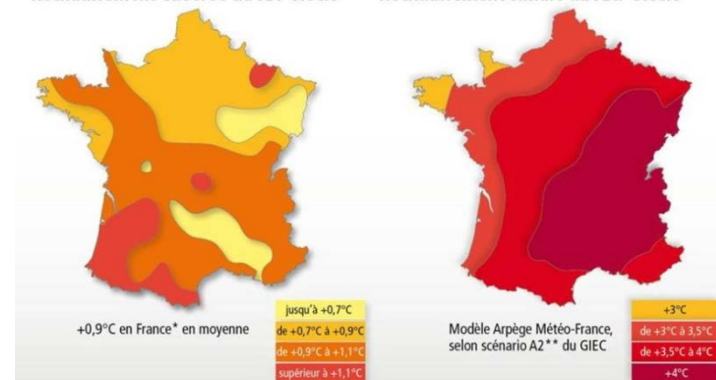 +0,9°C en France* en moyenne
jusqu'à +0,7°C
de +0,7°C à +0,9°C
de +0,9°C à +1,1°C
supérieur à +1,1°C
Modèle Arpège Météo-France,
selon scénario A2** du GIEC
+3°C
de +3°C à 3,5°C
de +3,5°C à 4°C
+4°C